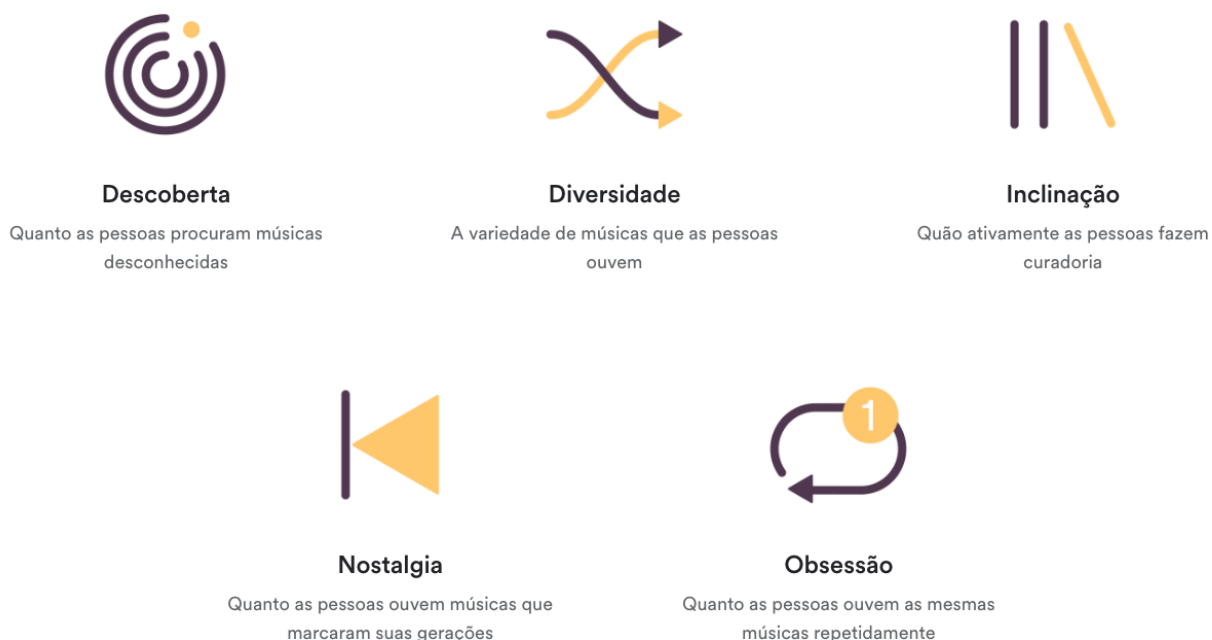 Descoberta
Quanto as pessoas procuram músicas
desconhecidas
Diversidade
A variedade de músicas que as pessoas
ouvem
Inclinação
Quão ativamente as pessoas fazem
curadoria
Nostalgia
Quanto as pessoas ouvem músicas que
marcaram suas gerações
1
Obsessão
Quanto as pessoas ouvem as mesmas
músicas repetidamente